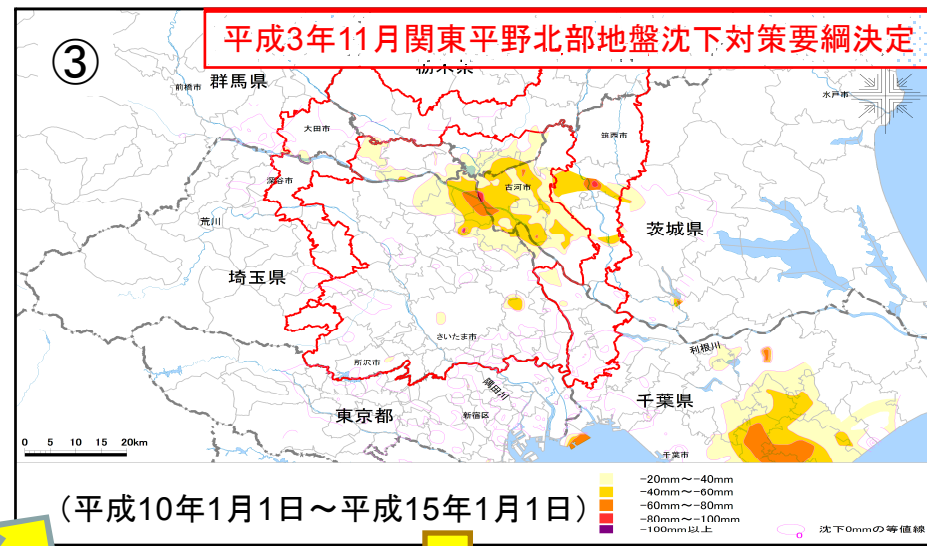 ③
平成3年11月関東平野北部地盤沈下対策要綱決定
栃木県
群馬県
前橋市
水戸市
大田市
筑西市
深谷市
古河市
荒川
茨城県
埼玉県
さいたま市
利根川
所沢市
隅田川
千葉県
東京都
新宿区
千葉市
0 5 10 15 20km
(平成10年1月1日～平成15年1月1日)
-20mm～-40mm
-40mm～-60mm
-60mm～-80mm
-80mm～-100mm
-100mm以上
沈下0mmの等値線